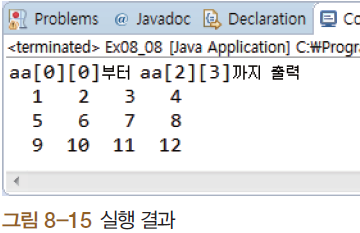 Problems @ Javadoc Declaration Co
<terminated> Ex08_08 [Java Application] C:₩Progra
aa[0][0]부터 aa[2][3]까지 출력
1 2 3 4
5 6 7 8
9 10 11 12
그림 8-15 실행 결과